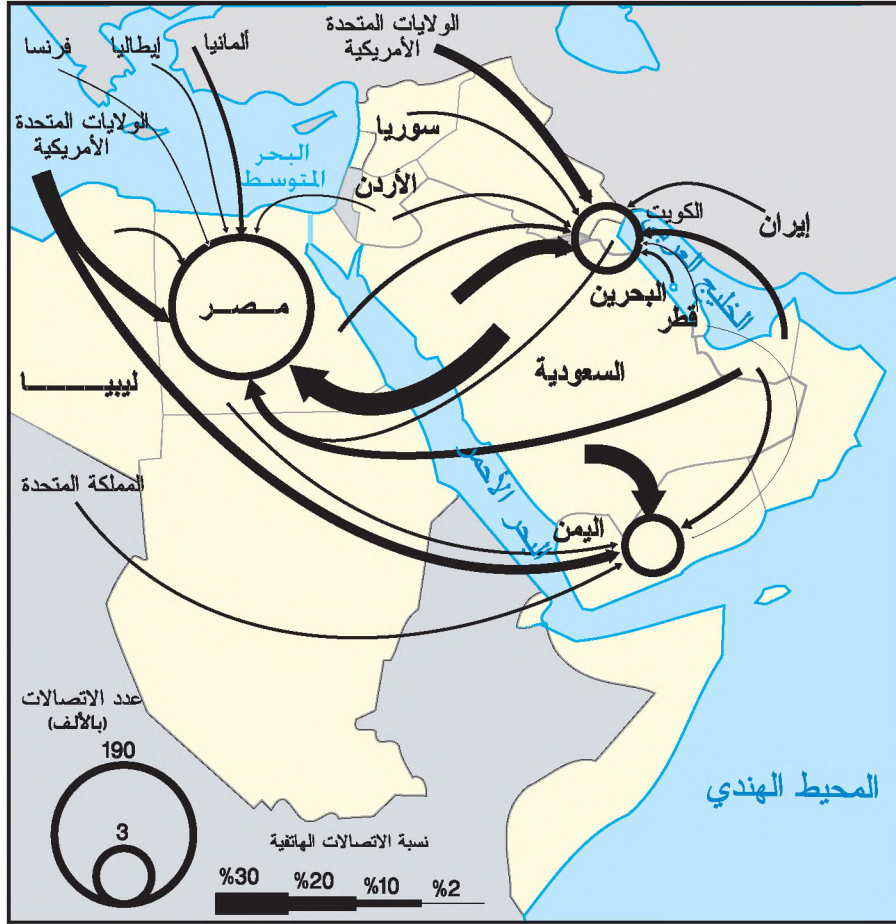 الولايات المتحدة
الأمريكية
ألمانيا
إيطاليا
فرنسا
الولايات المتحدة
الأمريكية
سوريا
البحر
المتوسط
الأردن
الكويت
إيران
الخليج العربي
البحرين
قطر
مــصــر
السعودية
ليبيـــــا
البحر الأحمر
المملكة المتحدة
اليمن
المحيط الهندي
عدد الاتصالات
(بالألف)
190
3
نسبة الاتصالات الهاتفية
%30 %20 %10 %2